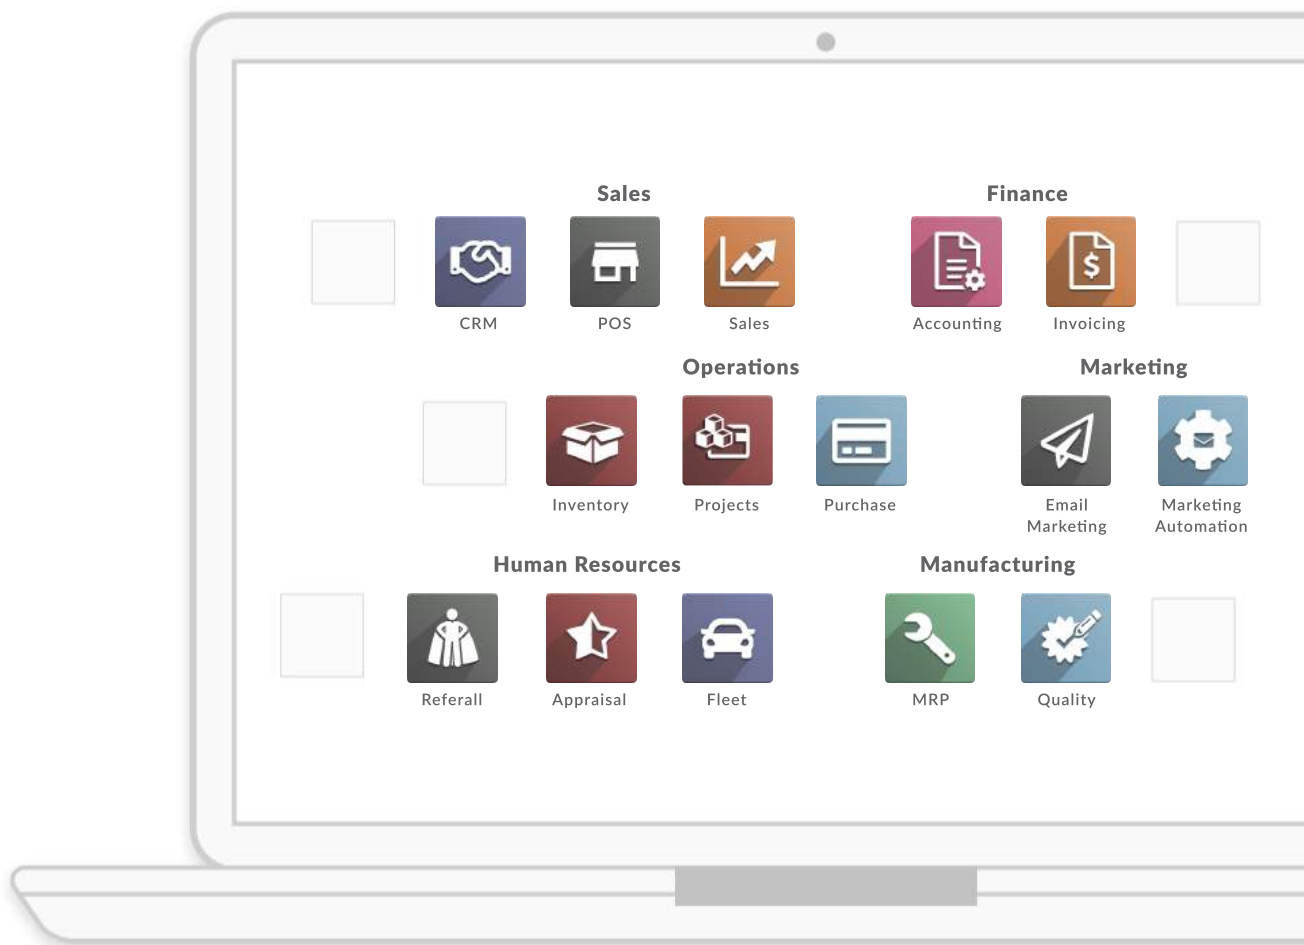 Sales
Finance
CRM
POS
Sales
Accounting
Invoicing
Operations
Marketing
Inventory
Projects
Purchase
Email
Marketing
Marketing
Automation
Human Resources
Manufacturing
Referall
Appraisal
Fleet
MRP
Quality